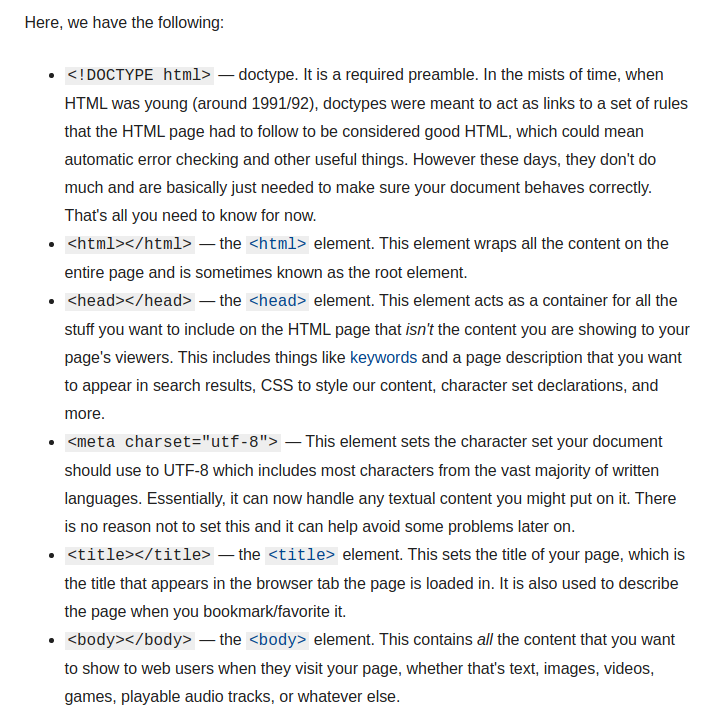 Here, we have the following:
• <!DOCTYPE html> — doctype. It is a required preamble. In the mists of time, when
HTML was young (around 1991/92), doctypes were meant to act as links to a set of rules
that the HTML page had to follow to be considered good HTML, which could mean
automatic error checking and other useful things. However these days, they don't do
much and are basically just needed to make sure your document behaves correctly.
That's all you need to know for now.
• <html></html> — the <html> element. This element wraps all the content on the
entire page and is sometimes known as the root element.
• <head></head> — the <head> element. This element acts as a container for all the
stuff you want to include on the HTML page that isn't the content you are showing to your
page's viewers. This includes things like keywords and a page description that you want
to appear in search results, CSS to style our content, character set declarations, and
more.
• <meta charset="utf-8"> — This element sets the character set your document
should use to UTF-8 which includes most characters from the vast majority of written
languages. Essentially, it can now handle any textual content you might put on it. There
is no reason not to set this and it can help avoid some problems later on.
• <title></title> — the <title> element. This sets the title of your page, which is
the title that appears in the browser tab the page is loaded in. It is also used to describe
the page when you bookmark/favorite it.
• <body></body> — the <body> element. This contains all the content that you want
to show to web users when they visit your page, whether that's text, images, videos,
games, playable audio tracks, or whatever else.